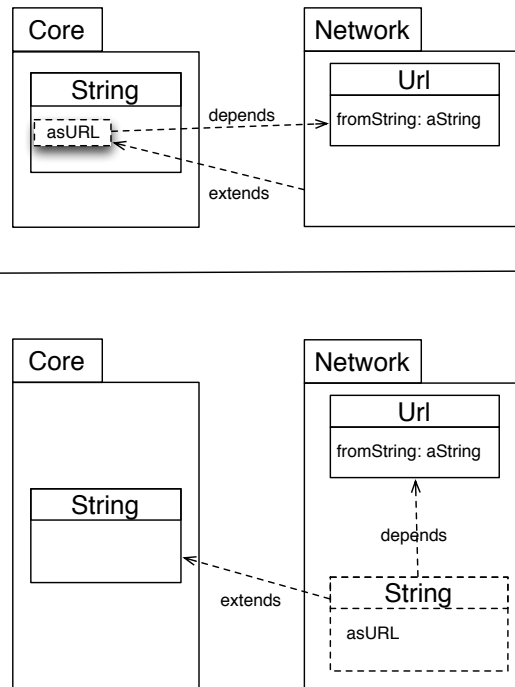 Core
Network
String
Url
asURL
depends
fromString: aString
extends
Core
Network
Url
fromString: aString
String
depends
extends
String
asURL